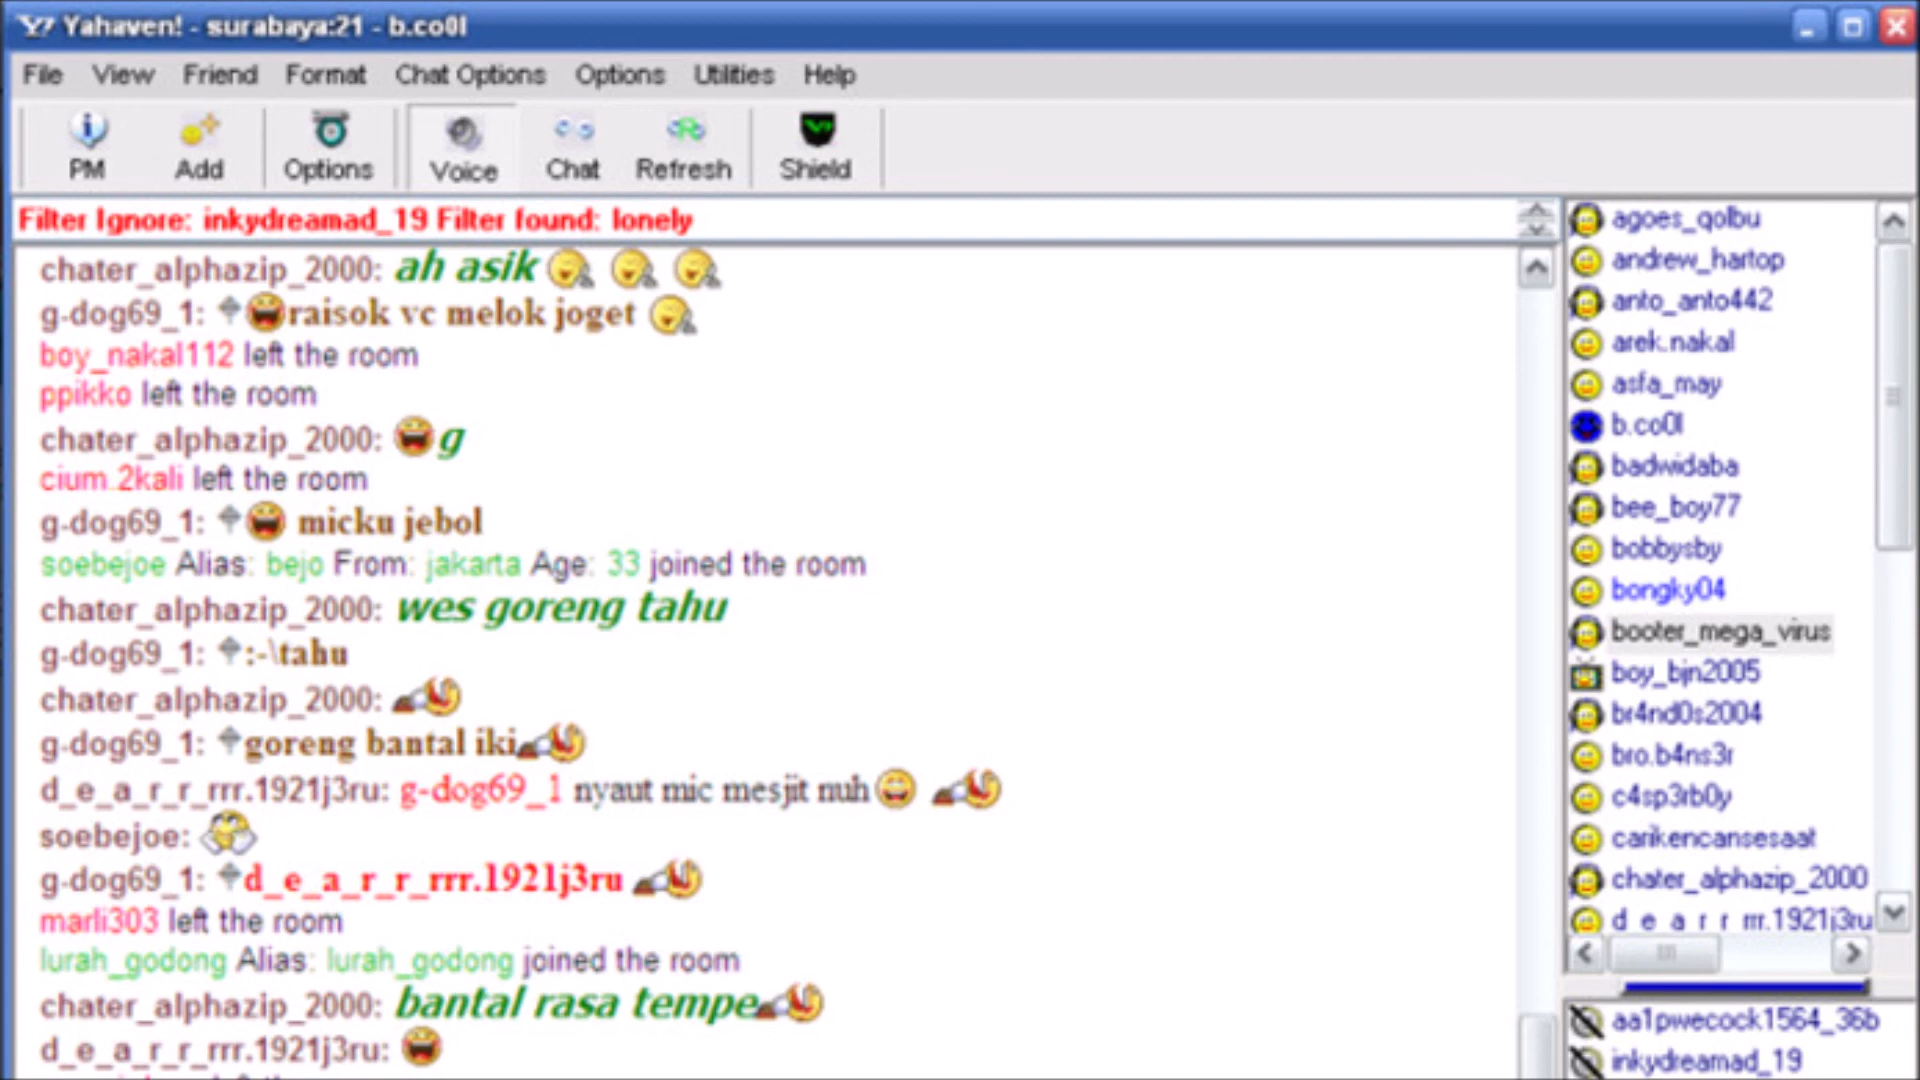 Yahaven! - surabaya:21 - b.co0l
File View Friend Format Chat Options Options Utilities Help
PM Add Options Voice Chat Refresh Shield
Filter Ignore: inkydreamad_19 Filter found: lonely
chater_alphazip_2000: ah asik
g-dog69_1: raisok vc melok joget
boy_nakal112 left the room
ppikko left the room
chater_alphazip_2000: g
cium.2kali left the room
g-dog69_1: micku jebol
soebejoe Alias: bejo From: jakarta Age: 33 joined the room
chater_alphazip_2000: wes goreng tahu
g-dog69_1: :-\tahu
chater_alphazip_2000:
g-dog69_1: goreng bantal iki
d_e_a_r_r_rrr.1921j3ru: g-dog69_1 nyaut mic mesjit nuh
soebejoe:
g-dog69_1: d_e_a_r_r_rrr.1921j3ru
marli303 left the room
lurah_godong Alias: lurah_godong joined the room
chater_alphazip_2000: bantal rasa tempe
d_e_a_r_r_rrr.1921j3ru:
agoes_qolbu
andrew_hartop
anto_anto442
arek.nakal
asfa_may
b.co0l
badwidaba
bee_boy77
bobbysby
bongky04
booter_mega_virus
boy_bjn2005
br4nd0s2004
bro.b4ns3r
c4sp3rb0y
carikencansesaat
chater_alphazip_2000
d_e_a_r_r_rrr.1921j3ru
aa1pwecock1564_36b
inkydreamad_19